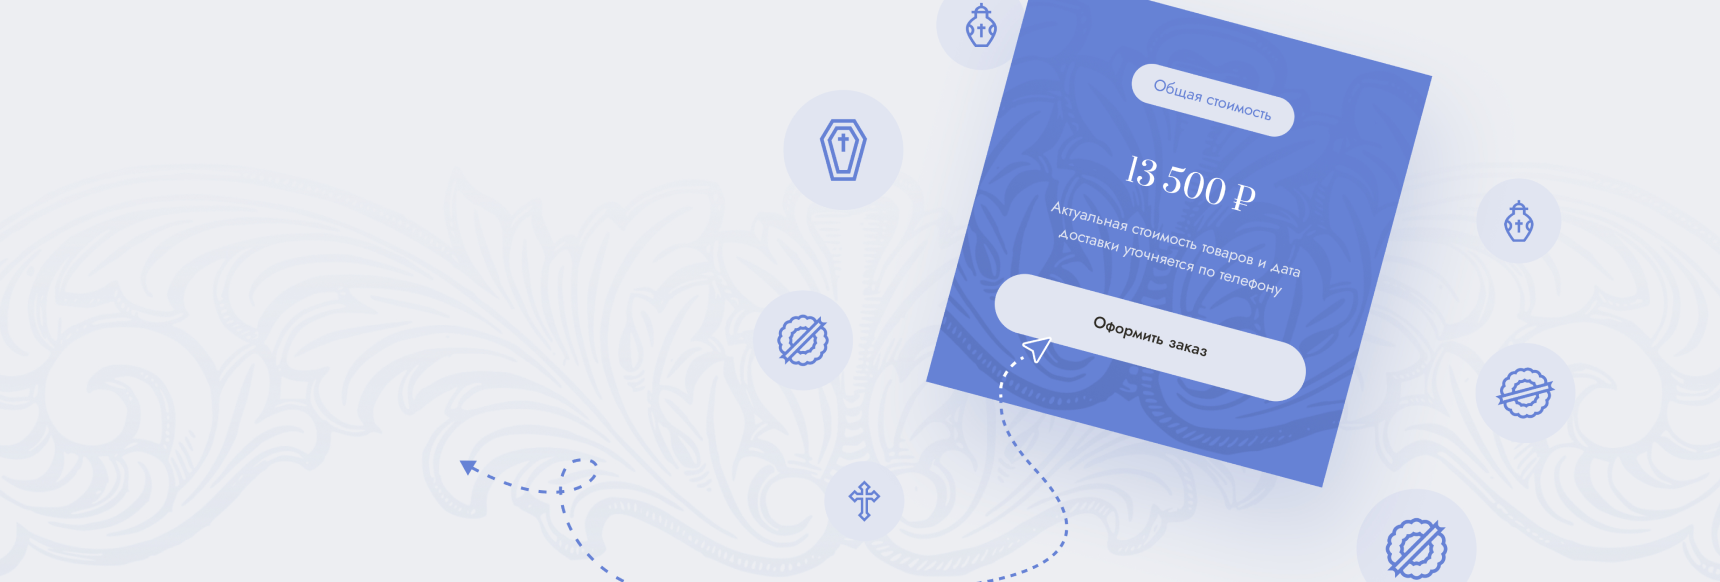 Общая стоимость
13 500 ₽
Актуальная стоимость товаров и дата
доставки уточняется по телефону
Оформить заказ